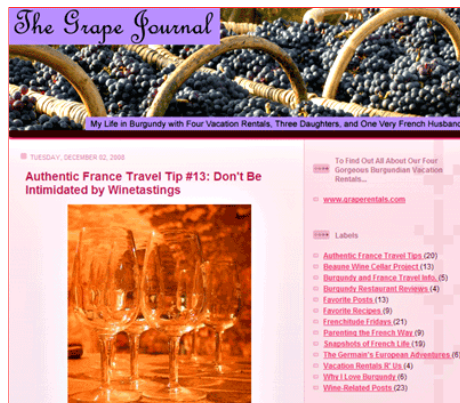 The Grape Journal
My Life in Burgundy with Four Vacation Rentals, Three Daughters, and One Very French Husband
TUESDAY, DECEMBER 02, 2008
Authentic France Travel Tip #13: Don't Be
Intimidated by Winetastings
To Find Out All About Our Four
Gorgeous Burgundian Vacation
Rentals...
www.graperentals.com
Labels
Authentic France Travel Tips (20)
Beaune Wine Cellar Project (13)
Burgundy and France Travel Info. (5)
Burgundy Restaurant Reviews (4)
Favorite Posts (13)
Favorite Recipes (9)
Frenchitude Fridays (21)
Parenting the French Way (9)
Snapshots of French Life (19)
The Germain's European Adventures (6)
Vacation Rentals R' Us (4)
Why I Love Burgundy (6)
Wine-Related Posts (23)